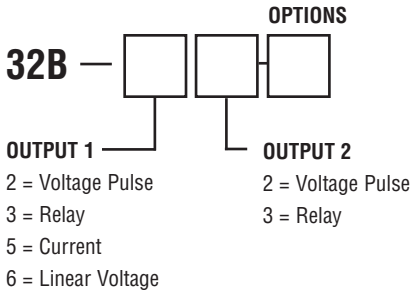 OPTIONS
32B — -
OUTPUT 1
2 = Voltage Pulse
3 = Relay
5 = Current
6 = Linear Voltage
OUTPUT 2
2 = Voltage Pulse
3 = Relay